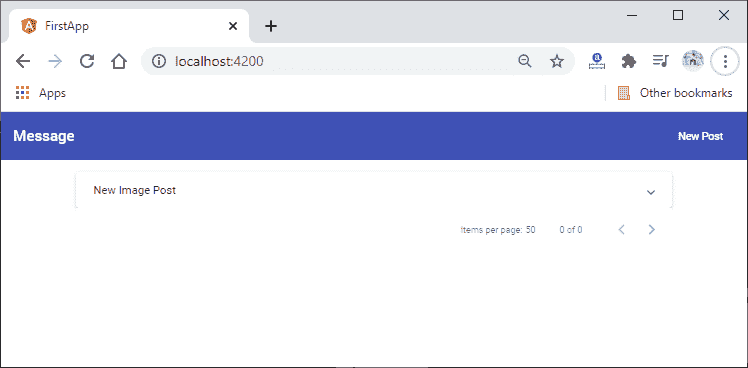 FirstApp
localhost:4200
Apps
Other bookmarks
Message
New Post
New Image Post
Items per page: 50
0 of 0